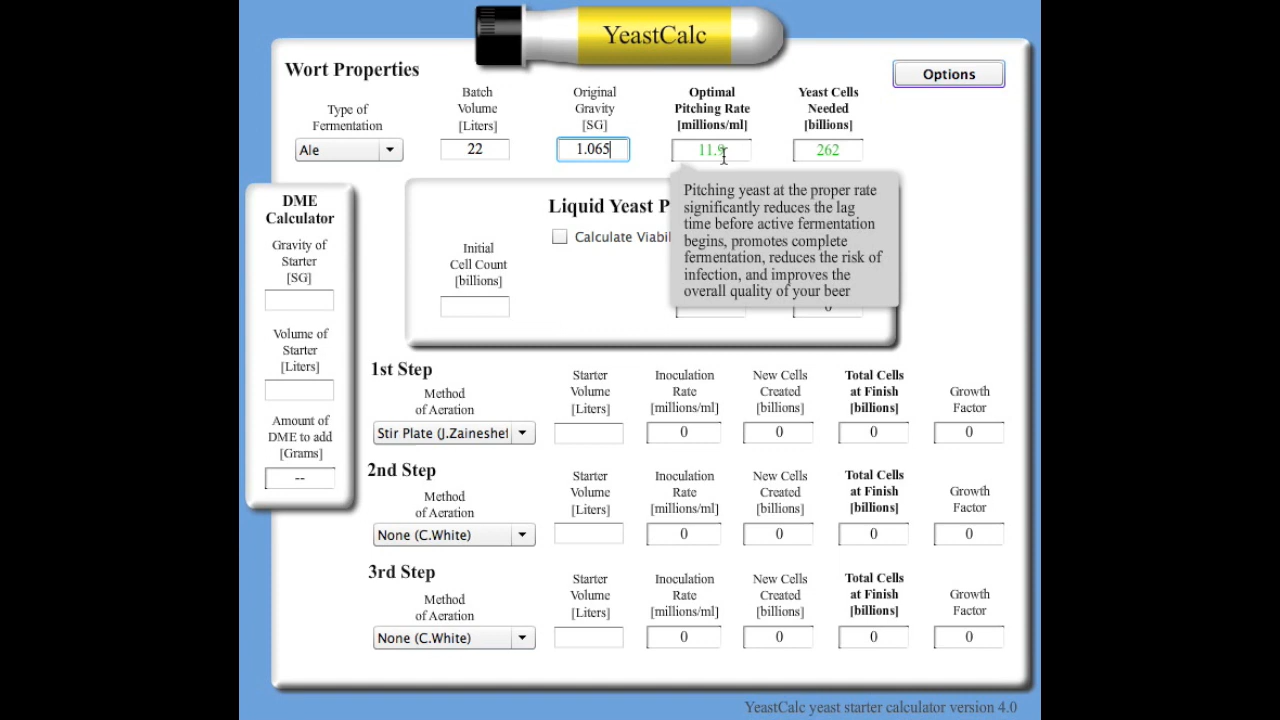 YeastCalc
Wort Properties
Options
Type of
Fermentation
Ale
Batch
Volume
[Liters]
22
Original
Gravity
[SG]
1.065
Optimal
Pitching Rate
[millions/ml]
11.9
Yeast Cells
Needed
[billions]
262
Pitching yeast at the proper rate
significantly reduces the lag
time before active fermentation
begins, promotes complete
fermentation, reduces the risk of
infection, and improves the
overall quality of your beer
DME
Calculator
Gravity of
Starter
[SG]
Volume of
Starter
[Liters]
Amount of
DME to add
[Grams]
--
Liquid Yeast P
Calculate Viabil
Initial
Cell Count
[billions]
0
1st Step
Method
of Aeration
Stir Plate (J.Zaineshef
Starter
Volume
[Liters]
Inoculation
Rate
[millions/ml]
0
New Cells
Created
[billions]
0
Total Cells
at Finish
[billions]
0
Growth
Factor
0
2nd Step
Method
of Aeration
None (C.White)
Starter
Volume
[Liters]
Inoculation
Rate
[millions/ml]
0
New Cells
Created
[billions]
0
Total Cells
at Finish
[billions]
0
Growth
Factor
0
3rd Step
Method
of Aeration
None (C.White)
Starter
Volume
[Liters]
Inoculation
Rate
[millions/ml]
0
New Cells
Created
[billions]
0
Total Cells
at Finish
[billions]
0
Growth
Factor
0
YeastCalc yeast starter calculator version 4.0